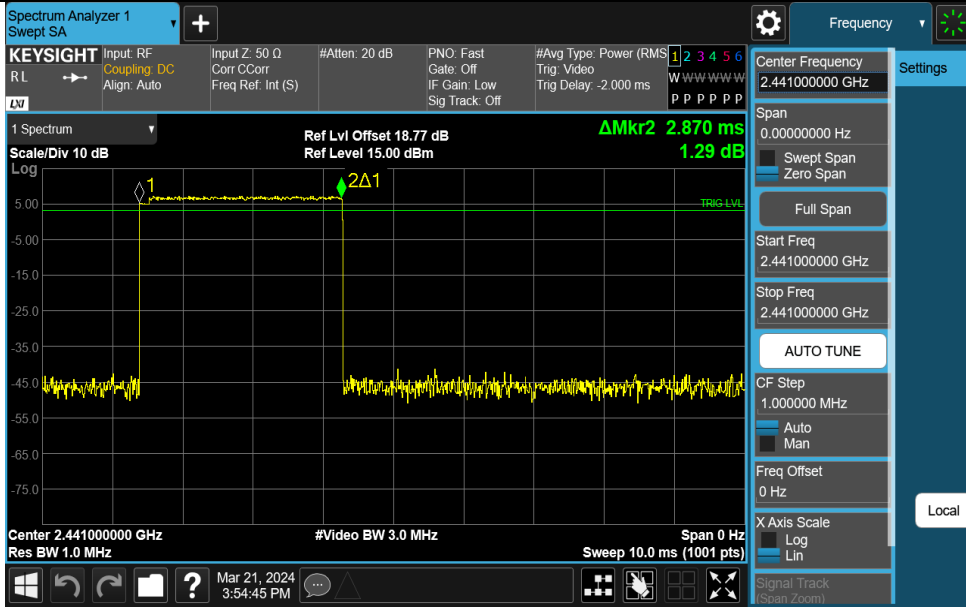 Spectrum Analyzer 1
Swept SA
+
Frequency
KEYSIGHT
R L
LXI
Input: RF
Coupling: DC
Align: Auto
Input Z: 50 Ω
Corr CCorr
Freq Ref: Int (S)
#Atten: 20 dB
PNO: Fast
Gate: Off
IF Gain: Low
Sig Track: Off
#Avg Type: Power (RMS
Trig: Video
Trig Delay: -2.000 ms
1 2 3 4 5 6
W W W W W W
P P P P P P
1 Spectrum
Scale/Div 10 dB
Log
Ref Lvl Offset 18.77 dB
Ref Level 15.00 dBm
ΔMkr2 2.870 ms
1.29 dB
1
2Δ1
TRIG LVL
5.00
-5.00
-15.0
-25.0
-35.0
-45.0
-55.0
-65.0
-75.0
Center 2.441000000 GHz
Res BW 1.0 MHz
#Video BW 3.0 MHz
Span 0 Hz
Sweep 10.0 ms (1001 pts)
Mar 21, 2024
3:54:45 PM
?
Center Frequency
2.441000000 GHz
Span
0.00000000 Hz
Swept Span
Zero Span
Full Span
Start Freq
2.441000000 GHz
Stop Freq
2.441000000 GHz
AUTO TUNE
CF Step
1.000000 MHz
Auto
Man
Freq Offset
0 Hz
X Axis Scale
Log
Lin
Signal Track
(Span Zoom)
Settings
Local